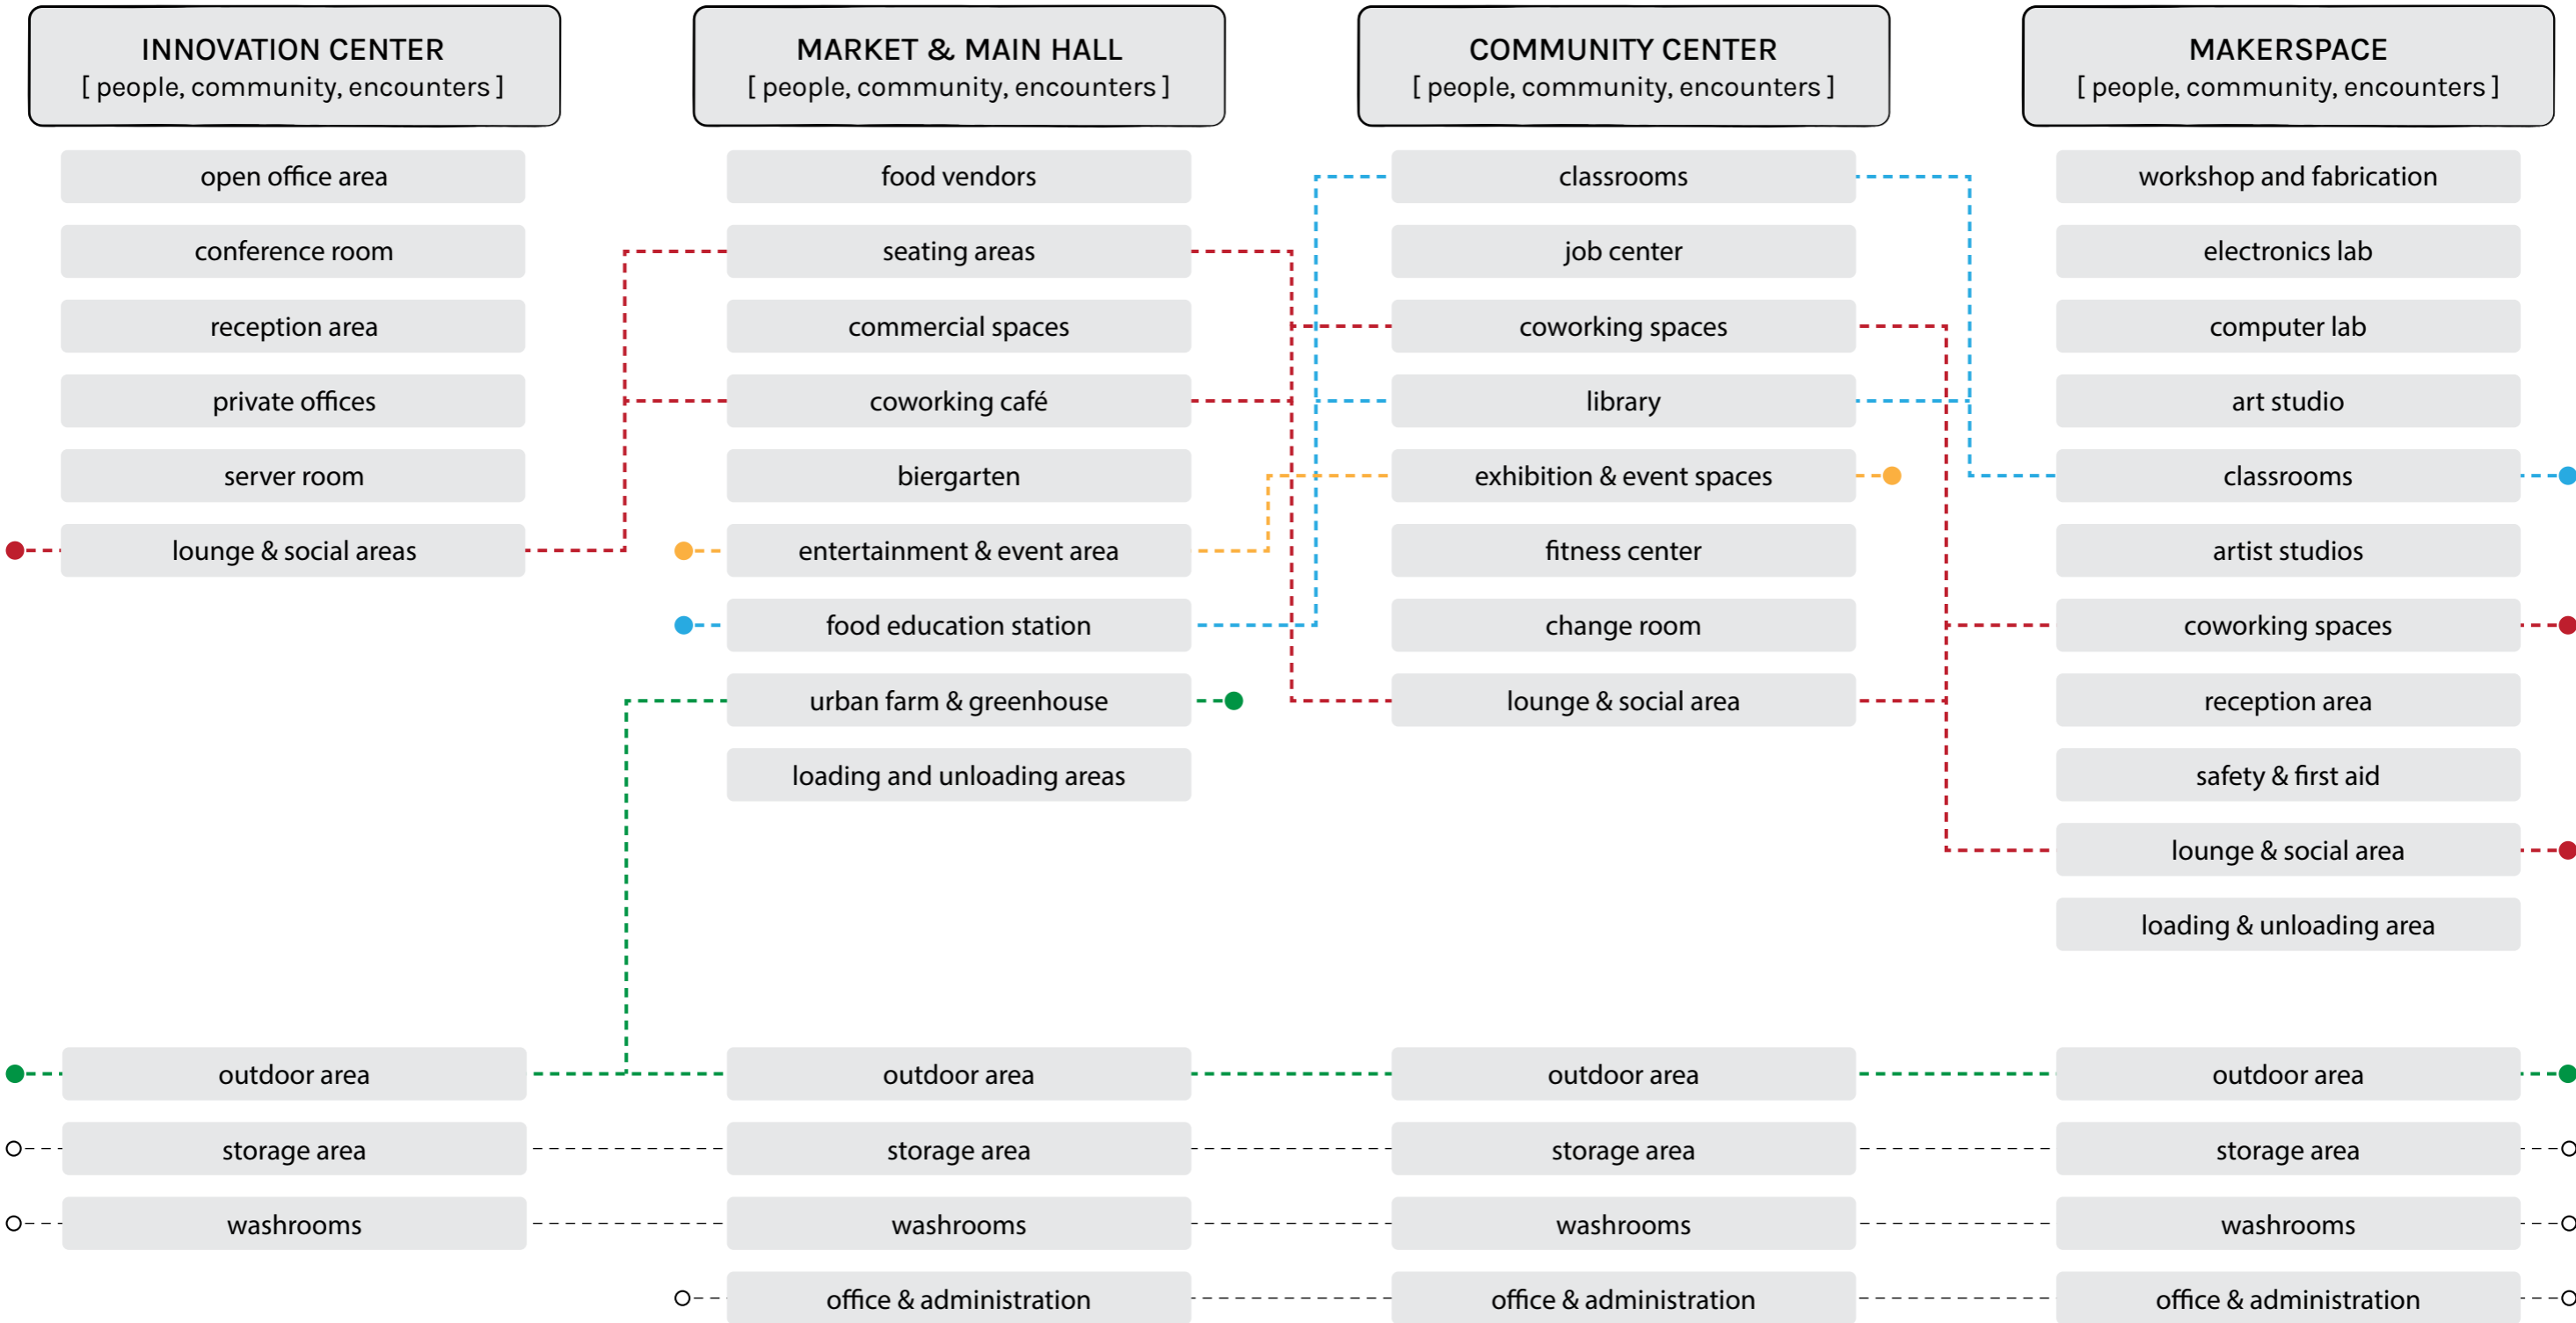 INNOVATION CENTER
[ people, community, encounters ]
open office area
conference room
reception area
private offices
server room
lounge & social areas
outdoor area
storage area
washrooms
MARKET & MAIN HALL
[ people, community, encounters ]
food vendors
seating areas
commercial spaces
coworking café
biergarten
entertainment & event area
food education station
urban farm & greenhouse
loading and unloading areas
outdoor area
storage area
washrooms
office & administration
COMMUNITY CENTER
[ people, community, encounters ]
classrooms
job center
coworking spaces
library
exhibition & event spaces
fitness center
change room
lounge & social area
outdoor area
storage area
washrooms
office & administration
MAKERSPACE
[ people, community, encounters ]
workshop and fabrication
electronics lab
computer lab
art studio
classrooms
artist studios
coworking spaces
reception area
safety & first aid
lounge & social area
loading & unloading area
outdoor area
storage area
washrooms
office & administration